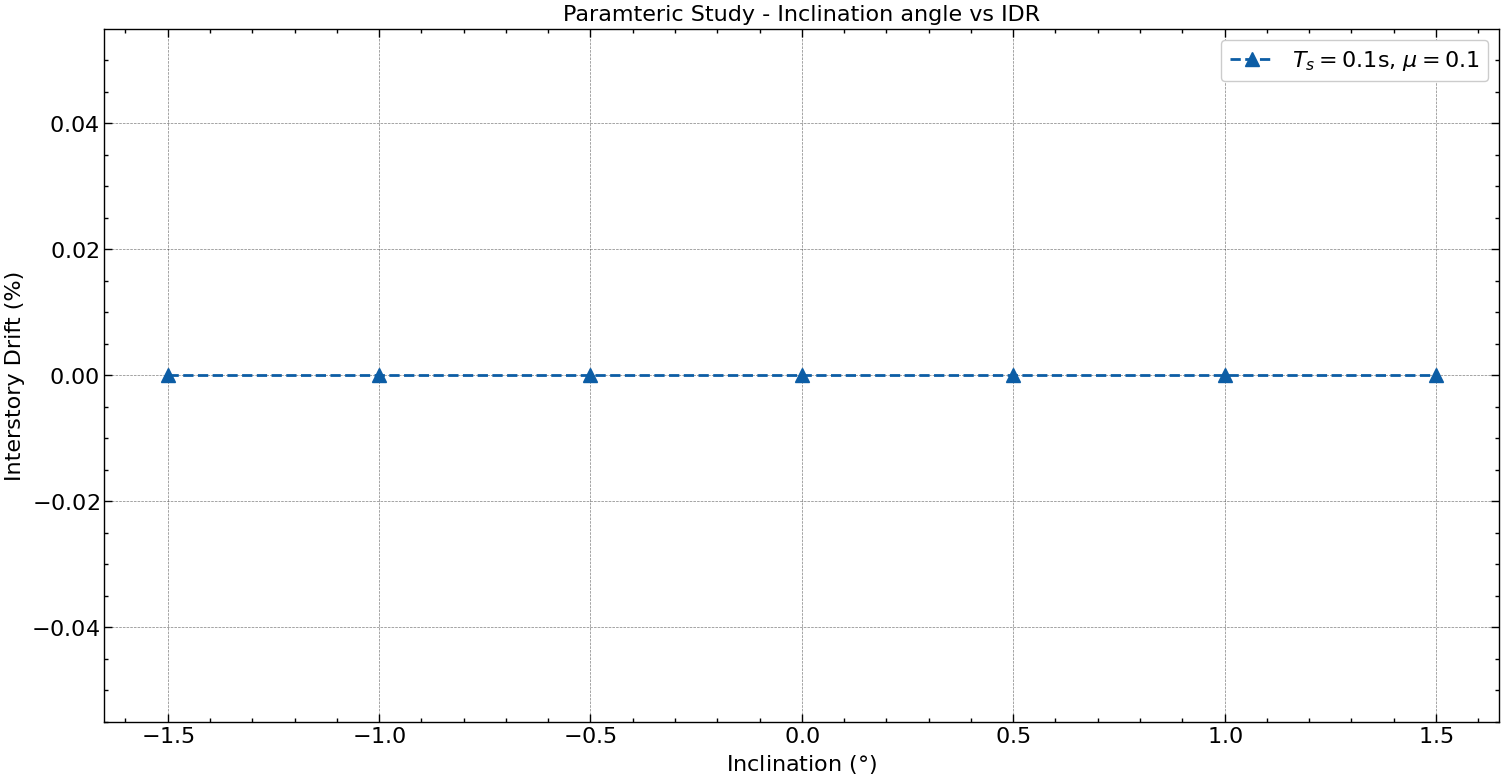 Paramteric Study - Inclination angle vs IDR
T_s = 0.1s, μ = 0.1
Interstory Drift (%)
0.04
0.02
0.00
−0.02
−0.04
−1.5 −1.0 −0.5 0.0 0.5 1.0 1.5
Inclination (°)